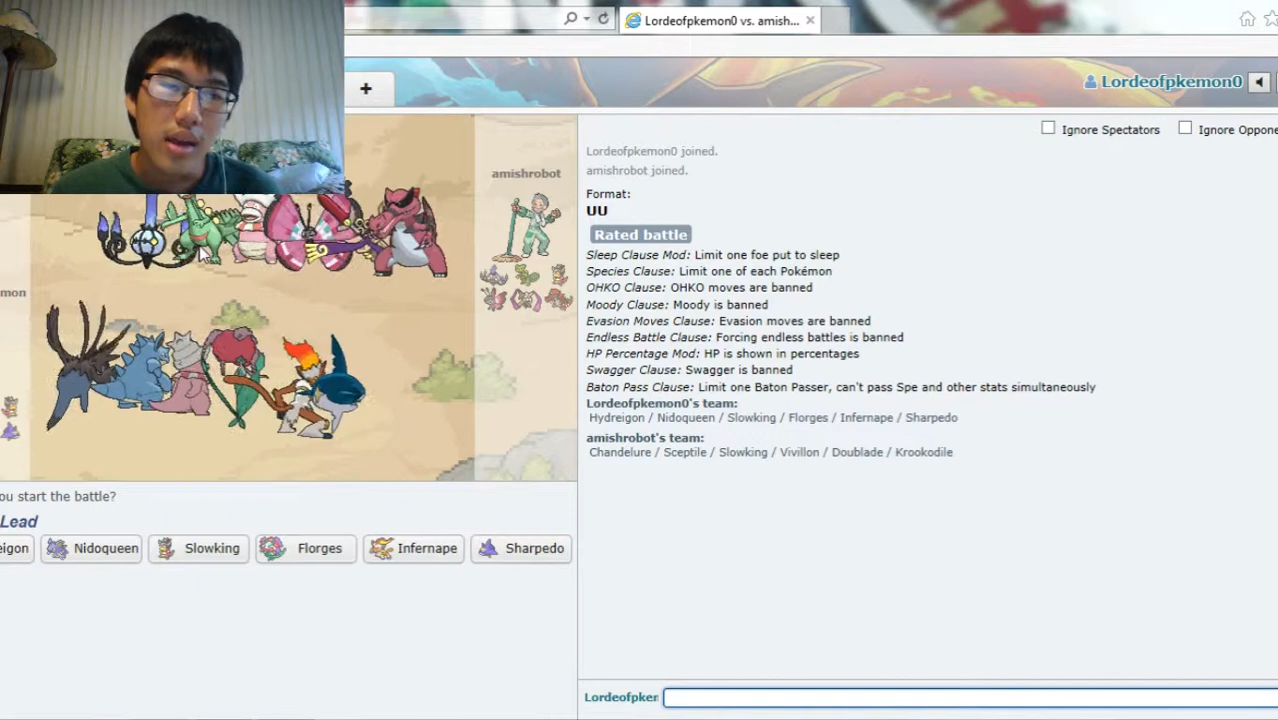 Lordeofpkemon0 vs. amish...
+
Lordeofpkemon0
Ignore Spectators
Ignore Oppone
Lordeofpkemon0 joined.
amishrobot joined.
Format:
UU
Rated battle
Sleep Clause Mod: Limit one foe put to sleep
Species Clause: Limit one of each Pokémon
OHKO Clause: OHKO moves are banned
Moody Clause: Moody is banned
Evasion Moves Clause: Evasion moves are banned
Endless Battle Clause: Forcing endless battles is banned
HP Percentage Mod: HP is shown in percentages
Swagger Clause: Swagger is banned
Baton Pass Clause: Limit one Baton Passer, can't pass Spe and other stats simultaneously
Lordeofpkemon0's team:
Hydreigon / Nidoqueen / Slowking / Florges / Infernape / Sharpedo
amishrobot's team:
Chandelure / Sceptile / Slowking / Vivillon / Doublade / Krookodile
amishrobot
mon
ou start the battle?
Lead
eigon
Nidoqueen
Slowking
Florges
Infernape
Sharpedo
Lordeofpker